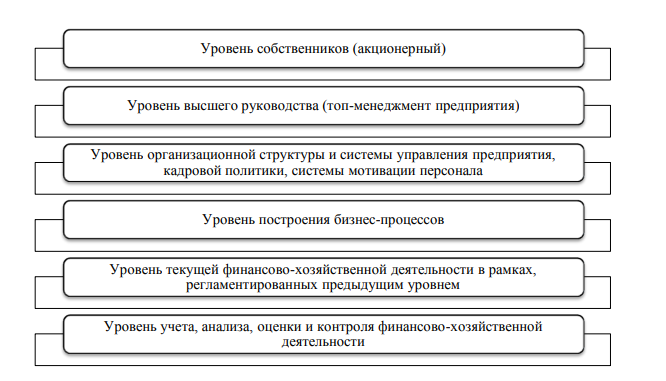 Уровень собственников (акционерный)
Уровень высшего руководства (топ-менеджмент предприятия)
Уровень организационной структуры и системы управления предприятия,
кадровой политики, системы мотивации персонала
Уровень построения бизнес-процессов
Уровень текущей финансово-хозяйственной деятельности в рамках,
регламентированных предыдущим уровнем
Уровень учета, анализа, оценки и контроля финансово-хозяйственной
деятельности